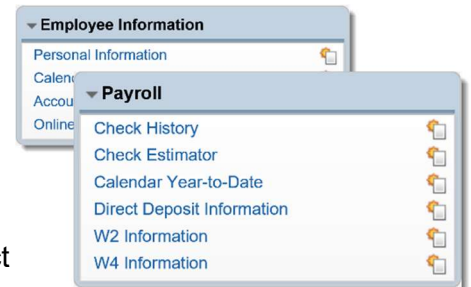 Employee Information
Personal Information
Payroll
Check History
Check Estimator
Calendar Year-to-Date
Direct Deposit Information
W2 Information
W4 Information